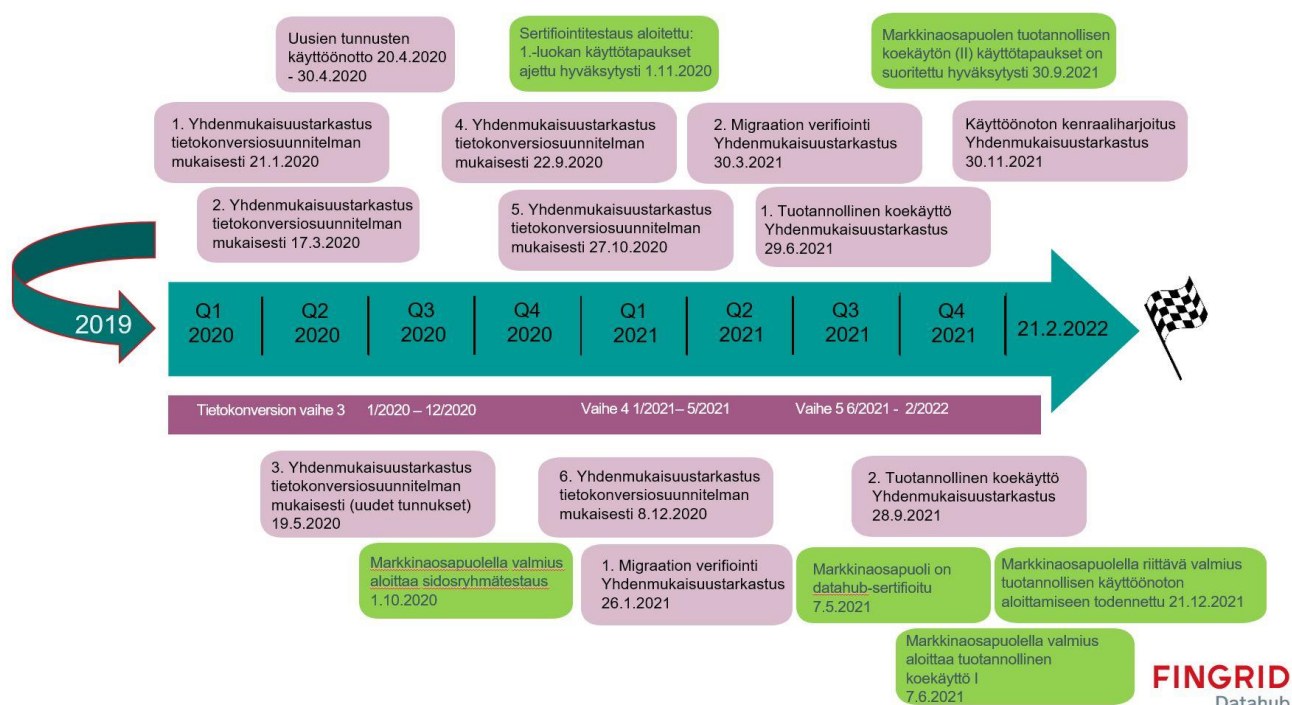 Uusien tunnusten
käyttöönotto 20.4.2020
- 30.4.2020
Sertifiointitestaus aloitettu:
1.-luokan käyttötapaukset
ajettu hyväksytysti 1.11.2020
Markkinaosapuolen tuotannollisen
koekäytön (II) käyttötapaukset on
suoritettu hyväksytysti 30.9.2021
1. Yhdenmukaisuustarkastus
tietokonversiosuunnitelman
mukaisesti 21.1.2020
4. Yhdenmukaisuustarkastus
tietokonversiosuunnitelman
mukaisesti 22.9.2020
2. Migraation verifiointi
Yhdenmukaisuustarkastus
30.3.2021
Käyttöönoton kenraaliharjoitus
Yhdenmukaisuustarkastus
30.11.2021
2. Yhdenmukaisuustarkastus
tietokonversiosuunnitelman
mukaisesti 17.3.2020
5. Yhdenmukaisuustarkastus
tietokonversiosuunnitelman
mukaisesti 27.10.2020
1. Tuotannollinen koekäyttö
Yhdenmukaisuustarkastus
29.6.2021
2019
Q1
2020
Q2
2020
Q3
2020
Q4
2020
Q1
2021
Q2
2021
Q3
2021
Q4
2021
21.2.2022
Tietokonversion vaihe 3 1/2020 – 12/2020
Vaihe 4 1/2021– 5/2021
Vaihe 5 6/2021 - 2/2022
3. Yhdenmukaisuustarkastus
tietokonversiosuunnitelman
mukaisesti (uudet tunnukset)
19.5.2020
6. Yhdenmukaisuustarkastus
tietokonversiosuunnitelman
mukaisesti 8.12.2020
2. Tuotannollinen koekäyttö
Yhdenmukaisuustarkastus
28.9.2021
Markkinaosapuolella valmius
aloittaa sidosryhmätestaus
1.10.2020
1. Migraation verifiointi
Yhdenmukaisuustarkastus
26.1.2021
Markkinaosapuoli on
datahub-sertifioitu
7.5.2021
Markkinaosapuolella riittävä valmius
tuotannollisen käyttöönoton
aloittamiseen todennettu 21.12.2021
Markkinaosapuolella valmius
aloittaa tuotannollinen
koekäyttö I
7.6.2021
FINGRID
Datahub